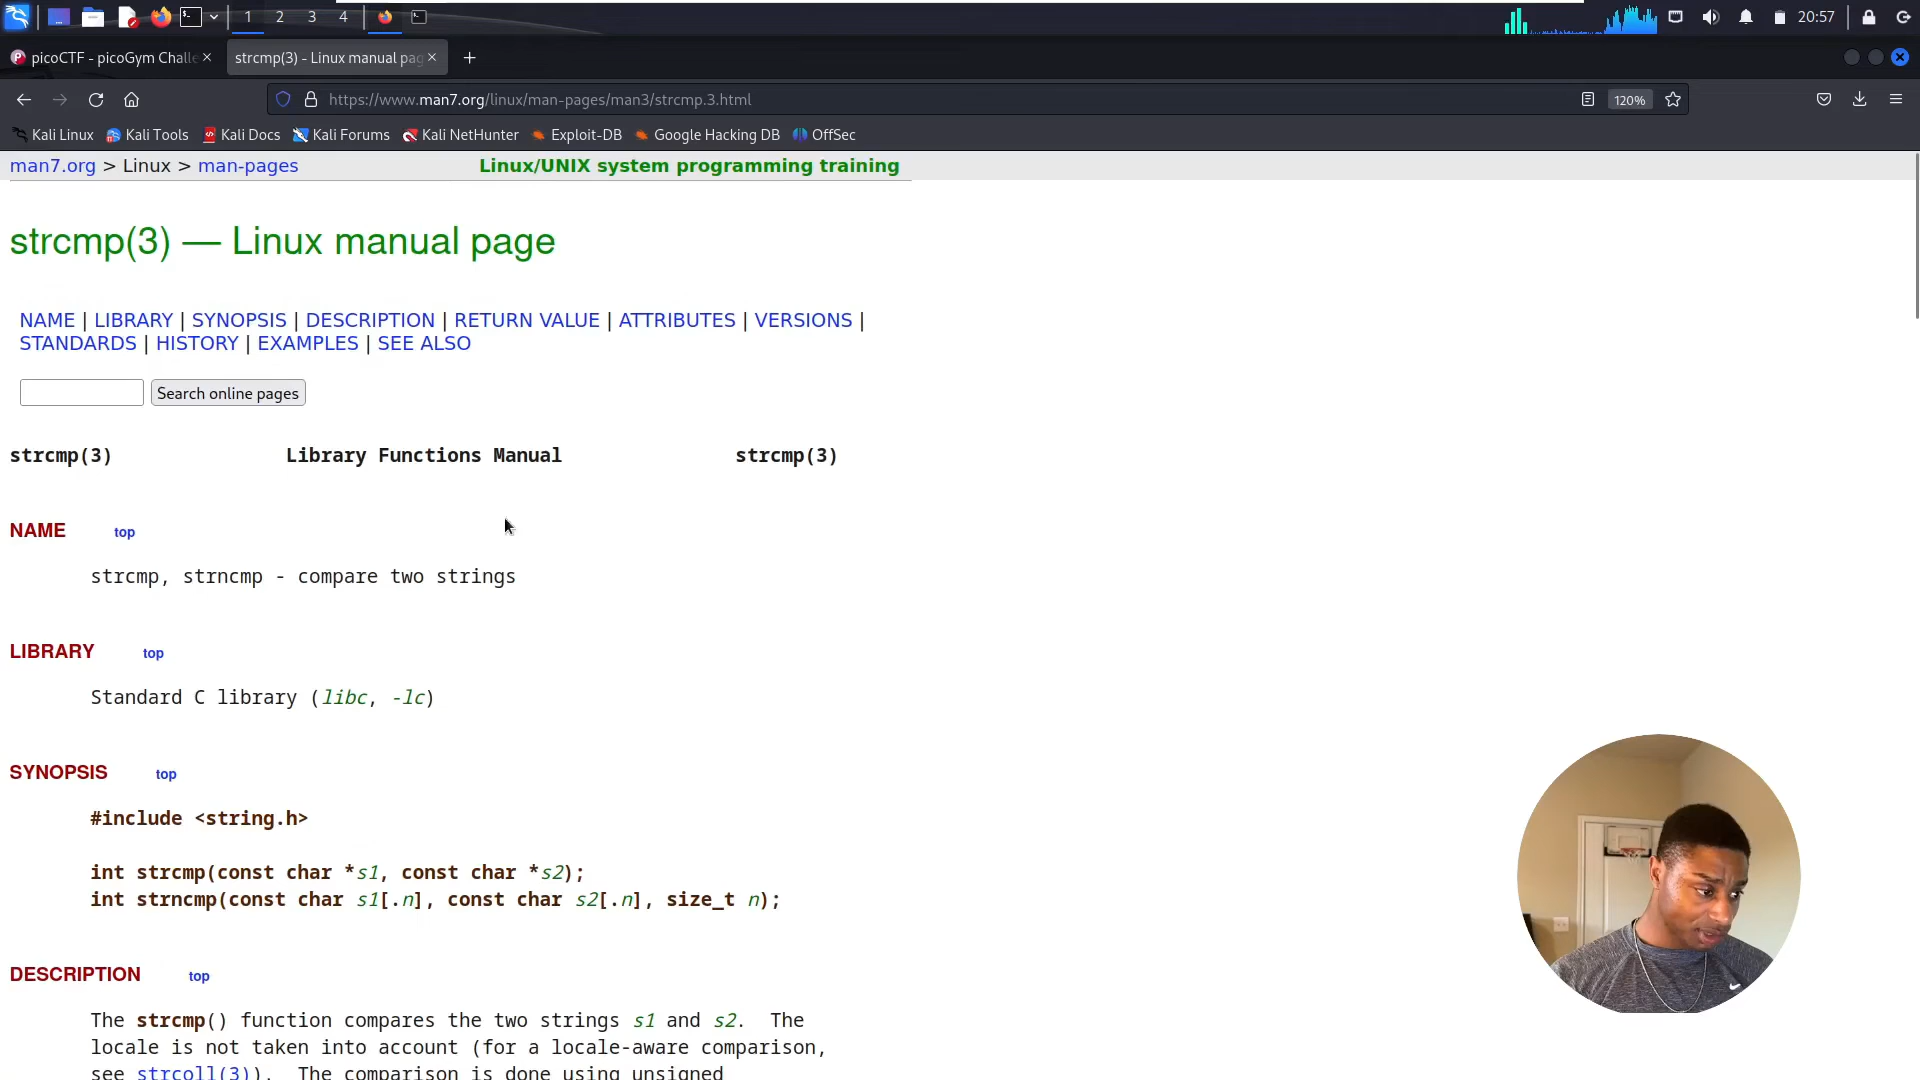 1 2 3 4 20:57
picoCTF - picoGym Challe
strcmp(3) - Linux manual pag
https://www.man7.org/linux/man-pages/man3/strcmp.3.html
120%
Kali Linux Kali Tools Kali Docs Kali Forums Kali NetHunter Exploit-DB Google Hacking DB OffSec
man7.org > Linux > man-pages Linux/UNIX system programming training
strcmp(3) — Linux manual page
NAME | LIBRARY | SYNOPSIS | DESCRIPTION | RETURN VALUE | ATTRIBUTES | VERSIONS |
STANDARDS | HISTORY | EXAMPLES | SEE ALSO
Search online pages
strcmp(3) Library Functions Manual strcmp(3)
NAME top
strcmp, strncmp - compare two strings
LIBRARY top
Standard C library (libc, -lc)
SYNOPSIS top
#include <string.h>
int strcmp(const char *s1, const char *s2);
int strncmp(const char s1[.n], const char s2[.n], size_t n);
DESCRIPTION top
The strcmp() function compares the two strings s1 and s2. The
locale is not taken into account (for a locale-aware comparison,
see strcoll(3)). The comparison is done using unsigned